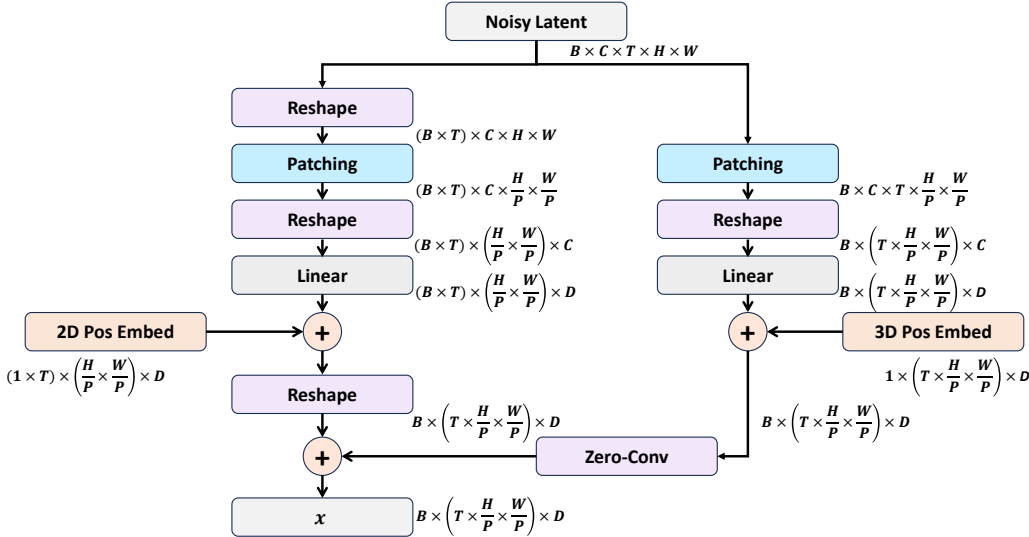 Noisy Latent
B × C × T × H × W
Reshape
(B × T) × C × H × W
Patching
Patching
(B × T) × C × H/P × W/P
B × C × T × H/P × W/P
Reshape
Reshape
(B × T) × (H/P × W/P) × C
B × (T × H/P × W/P) × C
Linear
Linear
(B × T) × (H/P × W/P) × D
B × (T × H/P × W/P) × D
2D Pos Embed
+
+
3D Pos Embed
(1 × T) × (H/P × W/P) × D
1 × (T × H/P × W/P) × D
Reshape
B × (T × H/P × W/P) × D
B × (T × H/P × W/P) × D
+
Zero-Conv
x
B × (T × H/P × W/P) × D